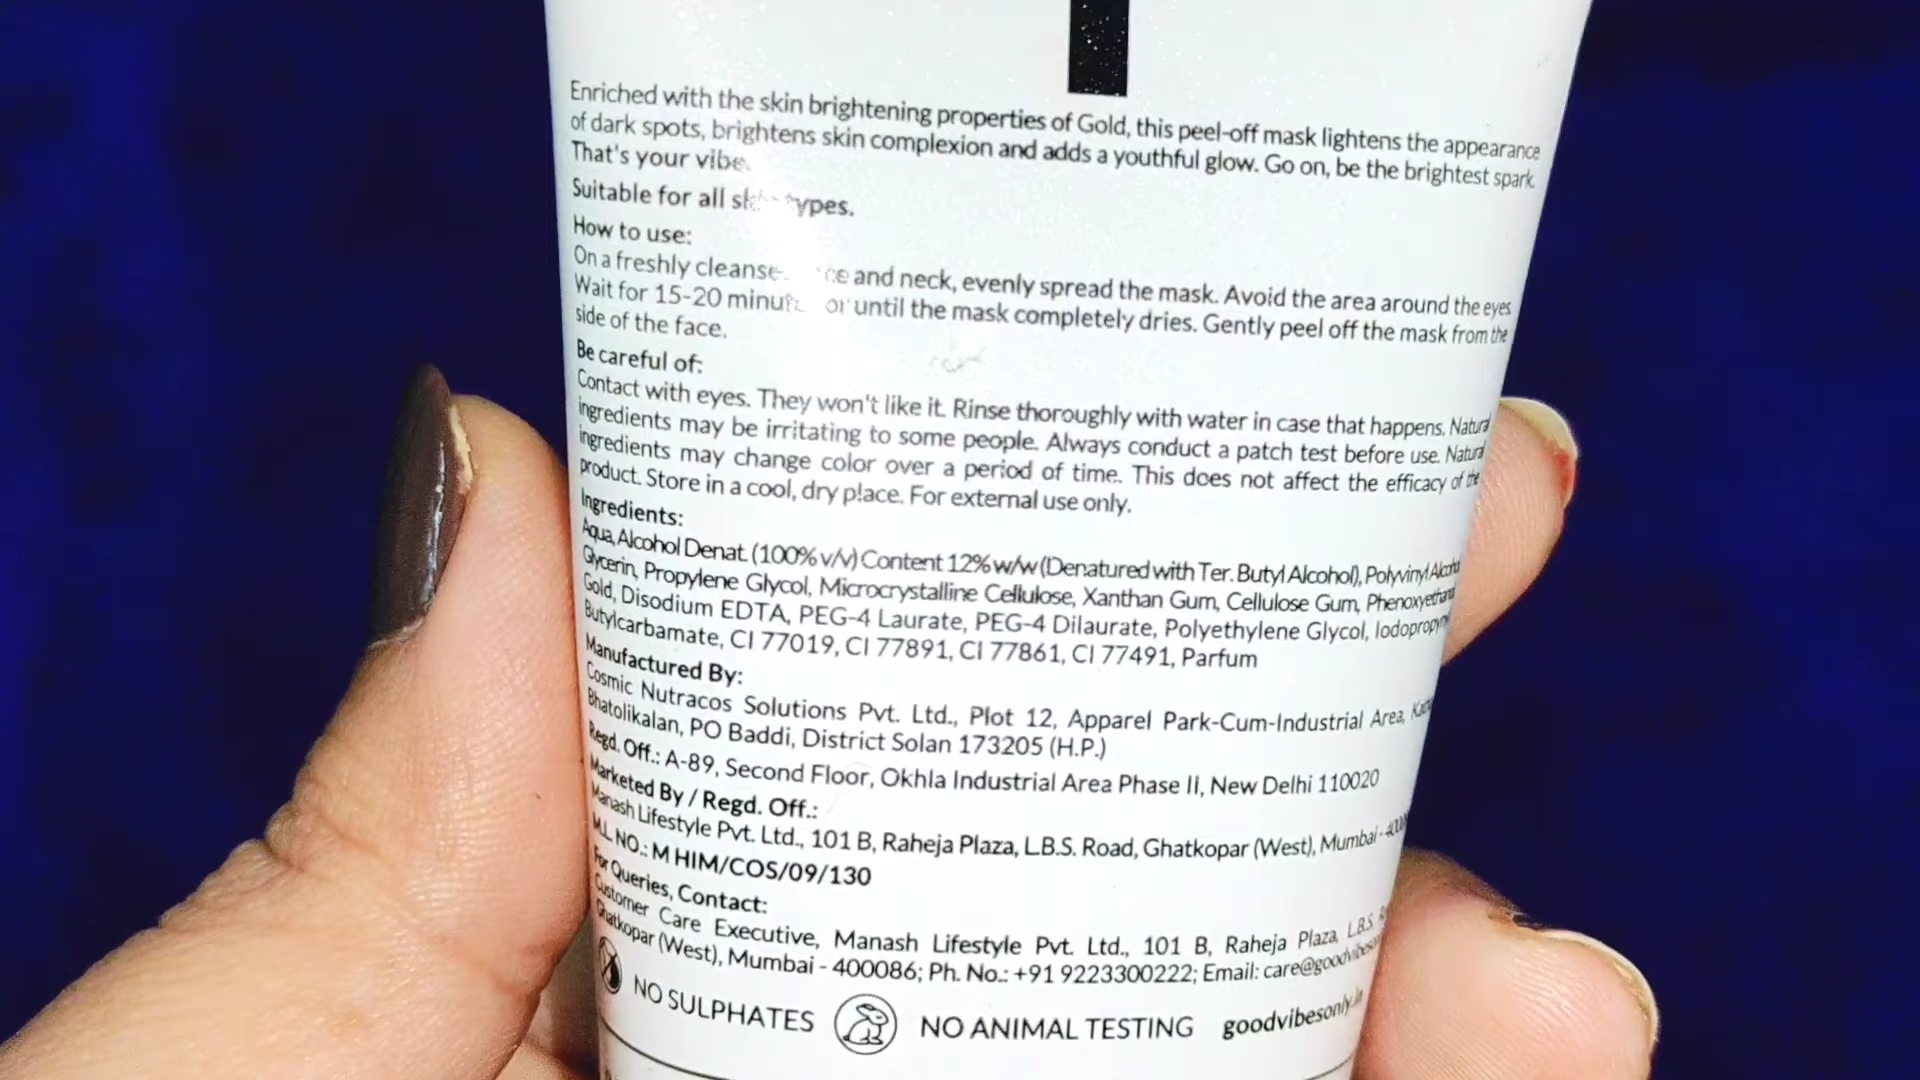 Enriched with the skin brightening properties of Gold, this peel-off mask lightens the appearance
of dark spots, brightens skin complexion and adds a youthful glow. Go on, be the brightest spark.
That's your vibe.
Suitable for all types.
How to use:
On a freshly and neck, evenly spread the mask. Avoid the area around the eyes
Wait for 15-20 or until the mask completely dries. Gently peel off the mask from the
side of the face.
Be careful of:
Contact with eyes. They won't like it. Rinse thoroughly with water in case that happens. Natural
ingredients may be irritating to some people. Always conduct a patch test before use. Natural
ingredients may change color over a period of time. This does not affect the efficacy of the
product. Store in a cool, dry place. For external use only.
Ingredients:
Aqua, Alcohol Denat. (100% v/v) Content 12% w/w (Denatured with Ter. Butyl Alcohol), Polyvinyl Alcohol
Glycerin, Propylene Glycol, Microcrystalline Cellulose, Xanthan Gum, Cellulose Gum, Phenoxyethanol
Gold, Disodium EDTA, PEG-4 Laurate, PEG-4 Dilaurate, Polyethylene Glycol, Iodopropynyl
Butylcarbamate, CI 77019, CI 77891, CI 77861, CI 77491, Parfum
Manufactured By:
Cosmic Nutracos Solutions Pvt. Ltd., Plot 12, Apparel Park-Cum-Industrial Area,
Bhatolikalan, PO Baddi, District Solan 173205 (H.P.)
Regd. Off.: A-89, Second Floor, Okhla Industrial Area Phase II, New Delhi 110020
Marketed By / Regd. Off.:
Manash Lifestyle Pvt. Ltd., 101 B, Raheja Plaza, L.B.S. Road, Ghatkopar (West), Mumbai -
M.L NO.: M HIM/COS/09/130
For Queries, Contact:
Customer Care Executive, Manash Lifestyle Pvt. Ltd., 101 B, Raheja Plaza, L.B.S.
Ghatkopar (West), Mumbai - 400086; Ph. No.: +91 9223300222; Email:
NO SULPHATES NO ANIMAL TESTING goodvibesonly.in